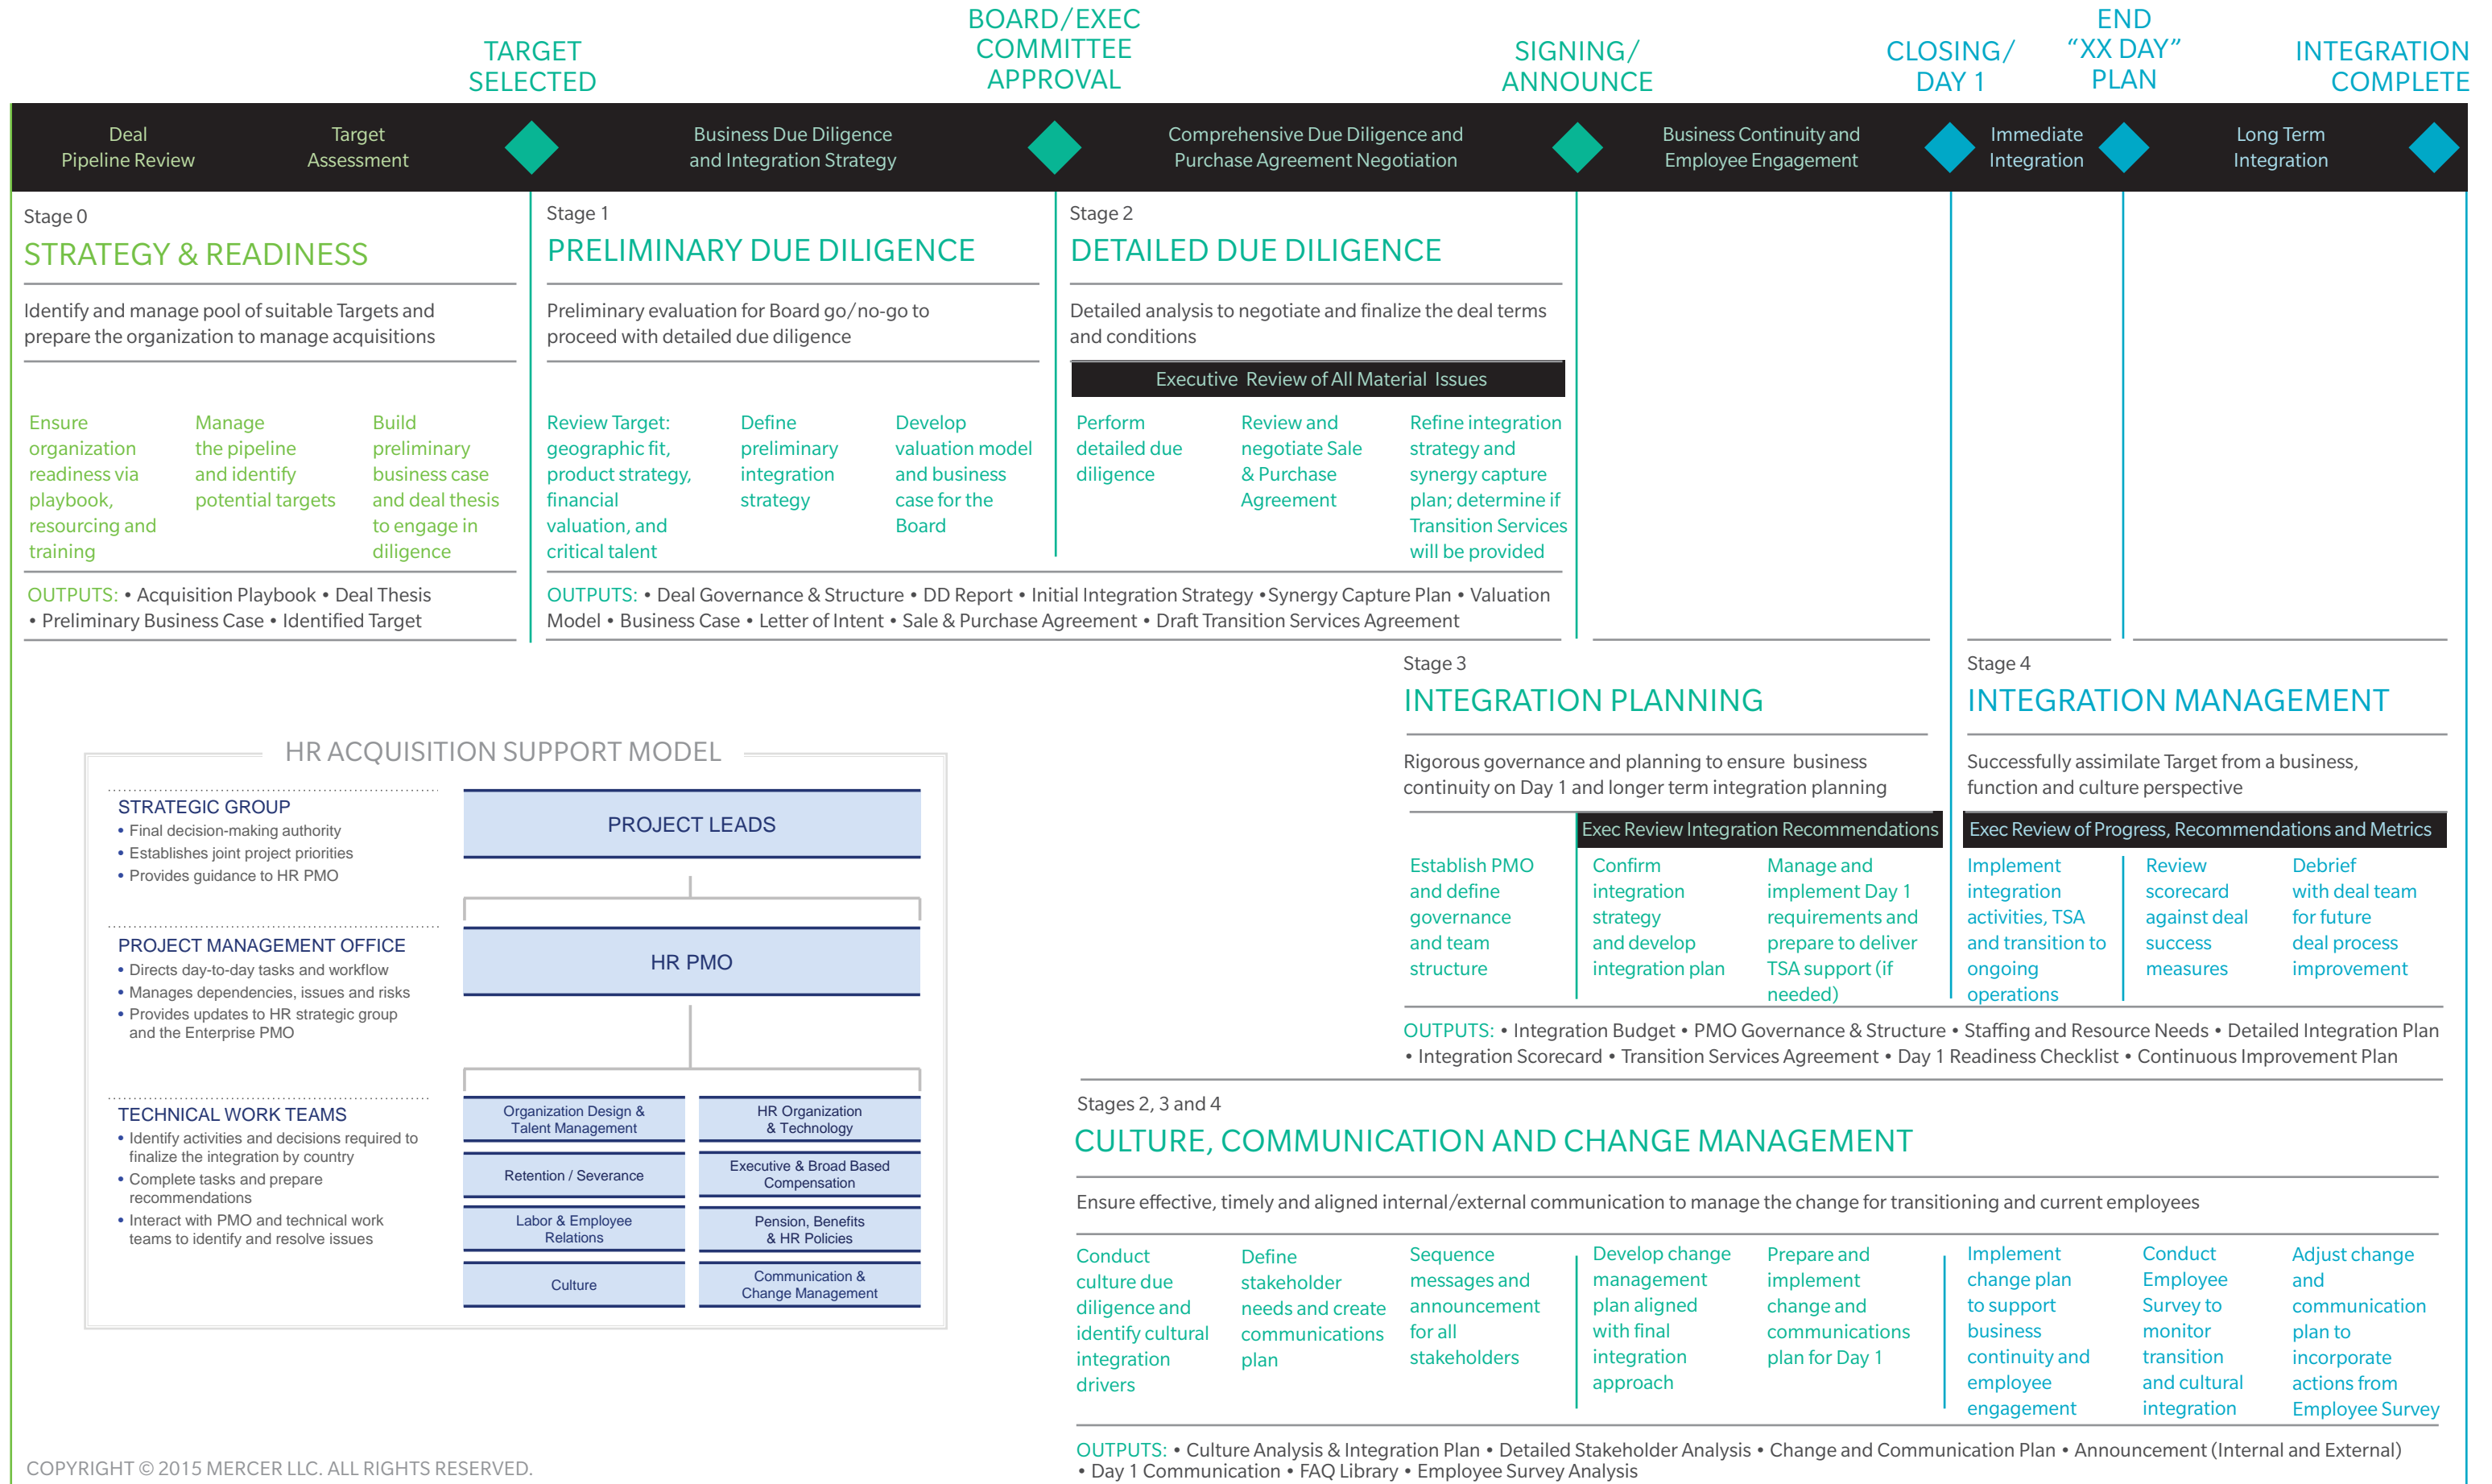 TARGET
SELECTED
BOARD/EXEC
COMMITTEE
APPROVAL
SIGNING/
ANNOUNCE
CLOSING/
DAY 1
END
“XX DAY”
PLAN
INTEGRATION
COMPLETE
Deal
Pipeline Review
Target
Assessment
Business Due Diligence
and Integration Strategy
Comprehensive Due Diligence and
Purchase Agreement Negotiation
Business Continuity and
Employee Engagement
Immediate
Integration
Long Term
Integration
Stage 0
STRATEGY & READINESS
Identify and manage pool of suitable Targets and
prepare the organization to manage acquisitions
Ensure
organization
readiness via
playbook,
resourcing and
training
Manage
the pipeline
and identify
potential targets
Build
preliminary
business case
and deal thesis
to engage in
diligence
OUTPUTS: • Acquisition Playbook • Deal Thesis
• Preliminary Business Case • Identified Target
Stage 1
PRELIMINARY DUE DILIGENCE
Preliminary evaluation for Board go/no-go to
proceed with detailed due diligence
Review Target:
geographic fit,
product strategy,
financial
valuation, and
critical talent
Define
preliminary
integration
strategy
Develop
valuation model
and business
case for the
Board
Stage 2
DETAILED DUE DILIGENCE
Detailed analysis to negotiate and finalize the deal terms
and conditions
Executive Review of All Material Issues
Perform
detailed due
diligence
Review and
negotiate Sale
& Purchase
Agreement
Refine integration
strategy and
synergy capture
plan; determine if
Transition Services
will be provided
OUTPUTS: • Deal Governance & Structure • DD Report • Initial Integration Strategy •Synergy Capture Plan • Valuation
Model • Business Case • Letter of Intent • Sale & Purchase Agreement • Draft Transition Services Agreement
Stage 3
INTEGRATION PLANNING
Rigorous governance and planning to ensure business
continuity on Day 1 and longer term integration planning
Exec Review Integration Recommendations
Establish PMO
and define
governance
and team
structure
Confirm
integration
strategy
and develop
integration plan
Manage and
implement Day 1
requirements and
prepare to deliver
TSA support (if
needed)
Stage 4
INTEGRATION MANAGEMENT
Successfully assimilate Target from a business,
function and culture perspective
Exec Review of Progress, Recommendations and Metrics
Implement
integration
activities, TSA
and transition to
ongoing
operations
Review
scorecard
against deal
success
measures
Debrief
with deal team
for future
deal process
improvement
OUTPUTS: • Integration Budget • PMO Governance & Structure • Staffing and Resource Needs • Detailed Integration Plan
• Integration Scorecard • Transition Services Agreement • Day 1 Readiness Checklist • Continuous Improvement Plan
HR ACQUISITION SUPPORT MODEL
STRATEGIC GROUP
• Final decision-making authority
• Establishes joint project priorities
• Provides guidance to HR PMO
PROJECT LEADS
PROJECT MANAGEMENT OFFICE
• Directs day-to-day tasks and workflow
• Manages dependencies, issues and risks
• Provides updates to HR strategic group
and the Enterprise PMO
HR PMO
TECHNICAL WORK TEAMS
• Identify activities and decisions required to
finalize the integration by country
• Complete tasks and prepare
recommendations
• Interact with PMO and technical work
teams to identify and resolve issues
Organization Design &
Talent Management
HR Organization
& Technology
Retention / Severance
Executive & Broad Based
Compensation
Labor & Employee
Relations
Pension, Benefits
& HR Policies
Culture
Communication &
Change Management
Stages 2, 3 and 4
CULTURE, COMMUNICATION AND CHANGE MANAGEMENT
Ensure effective, timely and aligned internal/external communication to manage the change for transitioning and current employees
Conduct
culture due
diligence and
identify cultural
integration
drivers
Define
stakeholder
needs and create
communications
plan
Sequence
messages and
announcement
for all
stakeholders
Develop change
management
plan aligned
with final
integration
approach
Prepare and
implement
change and
communications
plan for Day 1
Implement
change plan
to support
business
continuity and
employee
engagement
Conduct
Employee
Survey to
monitor
transition
and cultural
integration
Adjust change
and
communication
plan to
incorporate
actions from
Employee Survey
OUTPUTS: • Culture Analysis & Integration Plan • Detailed Stakeholder Analysis • Change and Communication Plan • Announcement (Internal and External)
• Day 1 Communication • FAQ Library • Employee Survey Analysis
COPYRIGHT © 2015 MERCER LLC. ALL RIGHTS RESERVED.